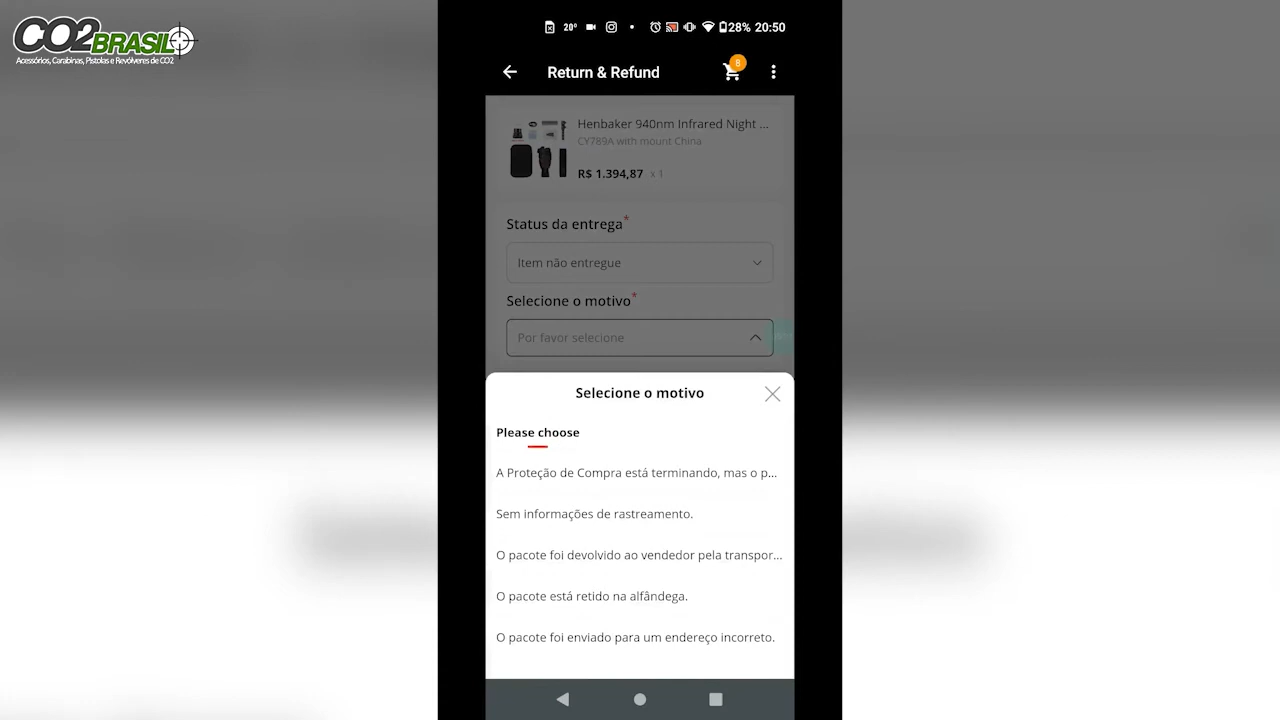 CO2BRASIL
Acessórios, Carabinas, Pistolas e Revólveres de CO2
20° 28% 20:50
Return & Refund
8
Henbaker 940nm Infrared Night ...
CY789A with mount China
R$ 1.394,87 x 1
Status da entrega*
Item não entregue
Selecione o motivo*
Por favor selecione
Selecione o motivo
Please choose
A Proteção de Compra está terminando, mas o p...
Sem informações de rastreamento.
O pacote foi devolvido ao vendedor pela transpor...
O pacote está retido na alfândega.
O pacote foi enviado para um endereço incorreto.